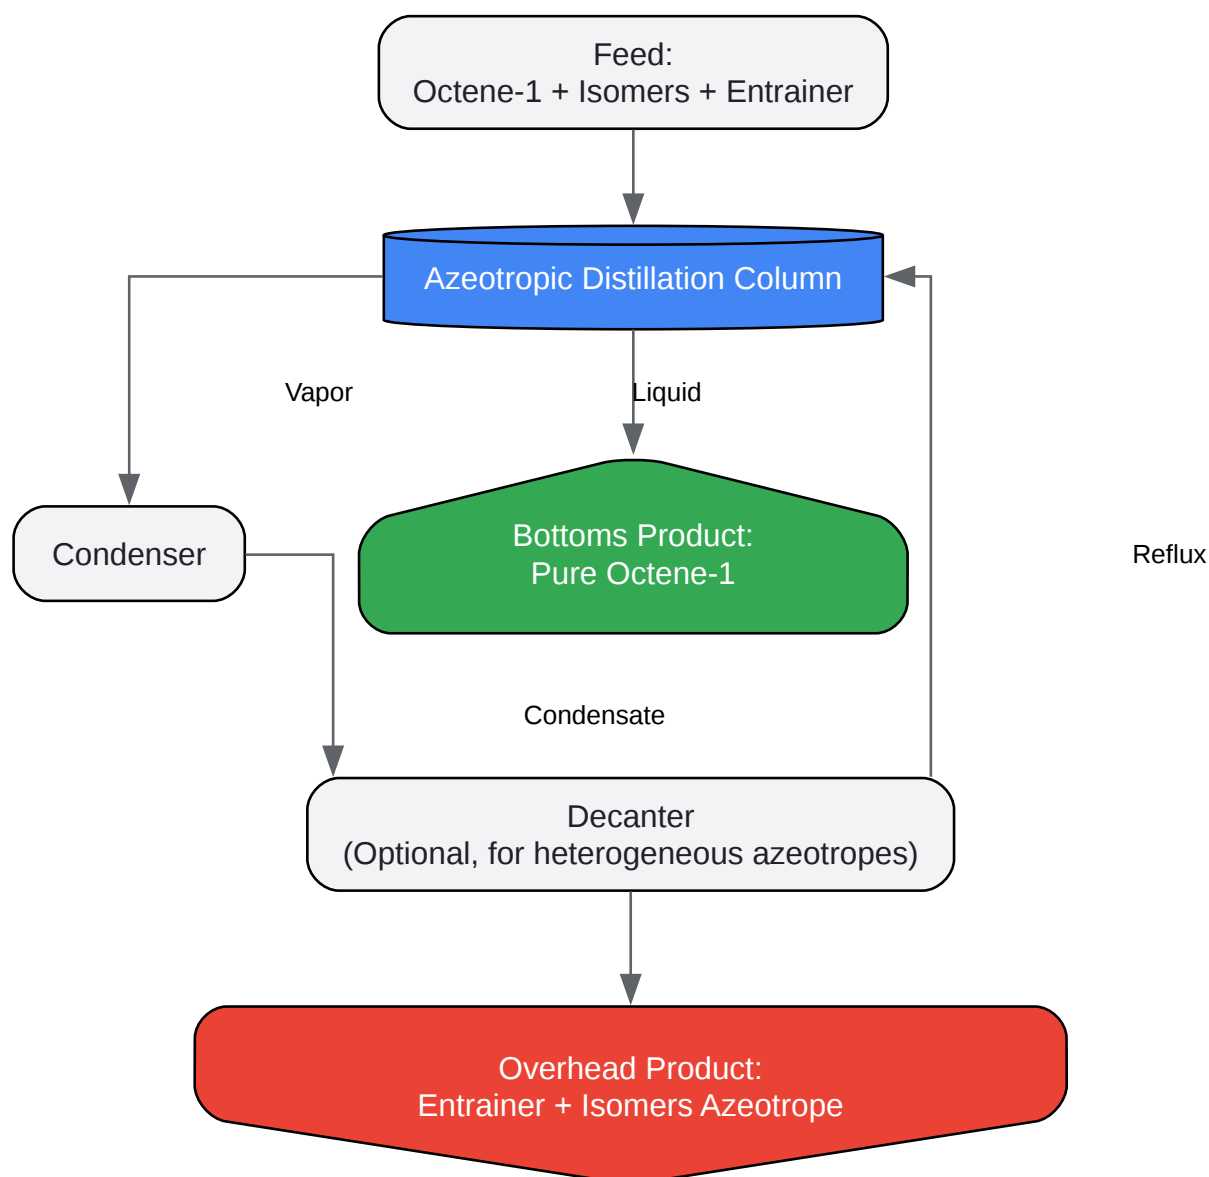 Feed:
Octene-1 + Isomers + Entrainer
Azeotropic Distillation Column
Vapor
Liquid
Condenser
Bottoms Product:
Pure Octene-1
Reflux
Condensate
Decanter
(Optional, for heterogeneous azeotropes)
Overhead Product:
Entrainer + Isomers Azeotrope